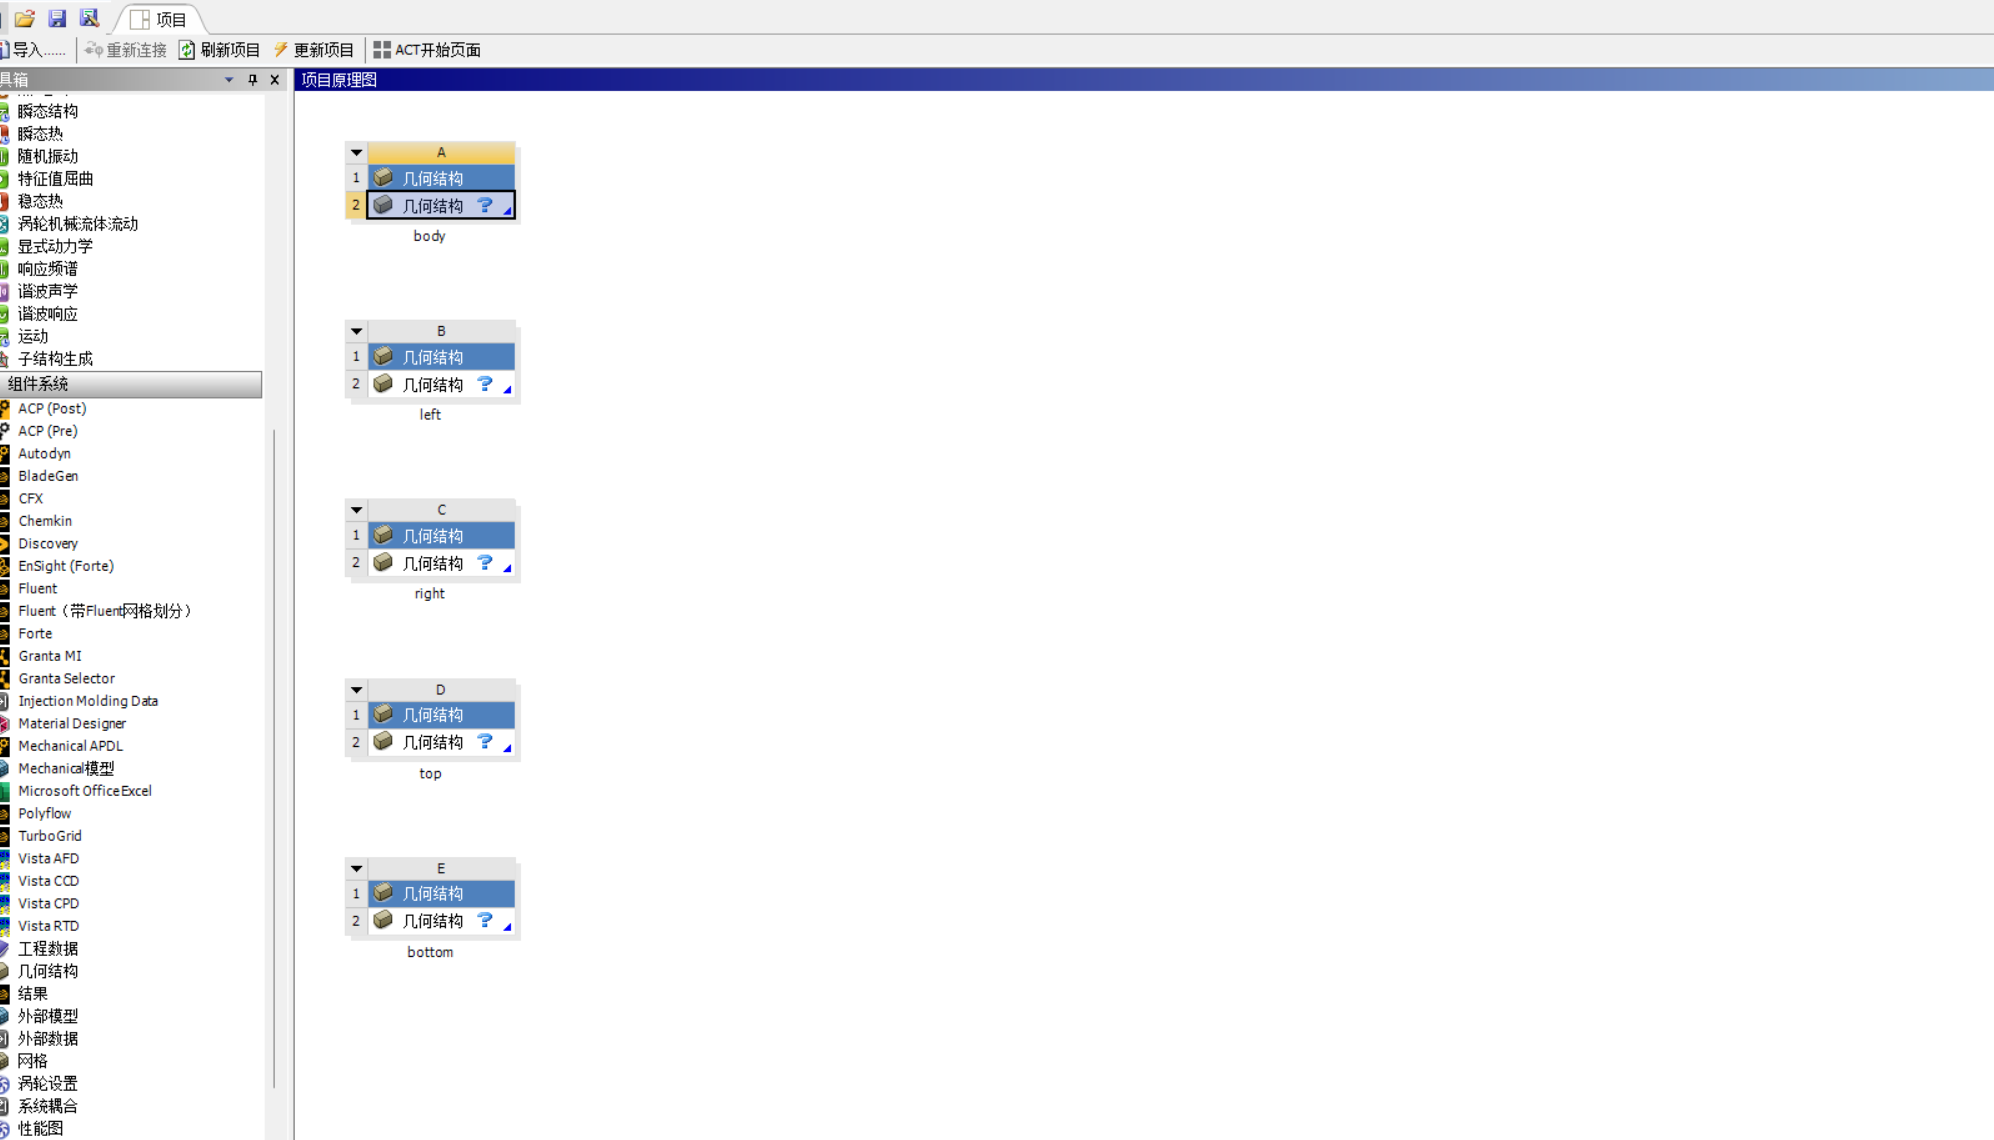 项目
导入......
重新连接
刷新项目
更新项目
ACT开始页面
具箱
瞬态结构
瞬态热
随机振动
特征值屈曲
稳态热
涡轮机械流体流动
显式动力学
响应频谱
谐波声学
谐波响应
运动
子结构生成
组件系统
ACP (Post)
ACP (Pre)
Autodyn
BladeGen
CFX
Chemkin
Discovery
EnSight (Forte)
Fluent
Fluent（带Fluent网格划分）
Forte
Granta MI
Granta Selector
Injection Molding Data
Material Designer
Mechanical APDL
Mechanical模型
Microsoft Office Excel
Polyflow
TurboGrid
Vista AFD
Vista CCD
Vista CPD
Vista RTD
工程数据
几何结构
结果
外部模型
外部数据
网格
涡轮设置
系统耦合
性能图
项目原理图
A
1 几何结构
2 几何结构 ?
body
B
1 几何结构
2 几何结构 ?
left
C
1 几何结构
2 几何结构 ?
right
D
1 几何结构
2 几何结构 ?
top
E
1 几何结构
2 几何结构 ?
bottom